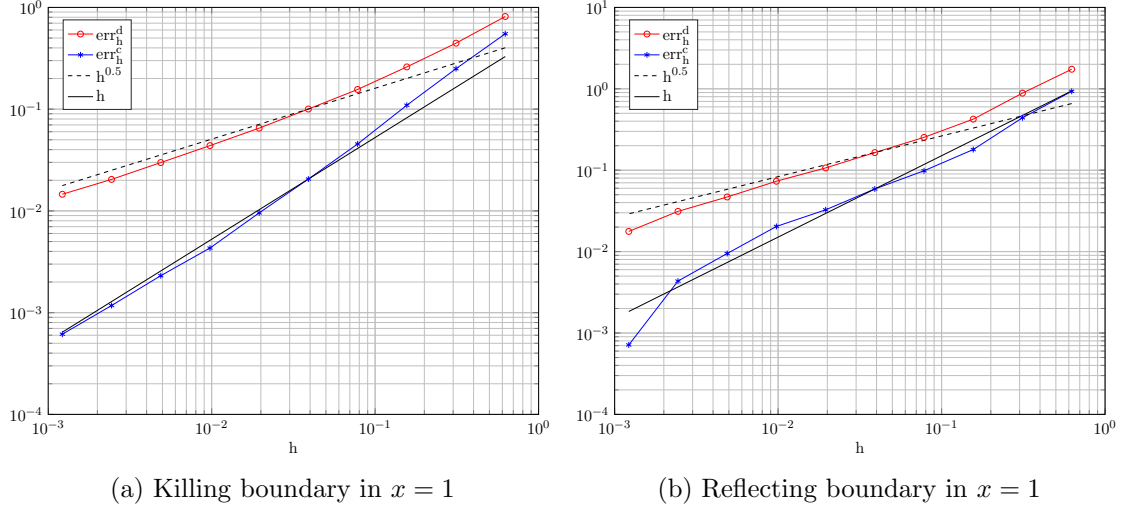 10^0
10^-1
10^-2
10^-3
10^-4
err_h^d
err_h^c
h^0.5
h
10^-3
10^-2
10^-1
10^0
h
(a) Killing boundary in x = 1
10^1
10^0
10^-1
10^-2
10^-3
10^-4
err_h^d
err_h^c
h^0.5
h
10^-3
10^-2
10^-1
10^0
h
(b) Reflecting boundary in x = 1